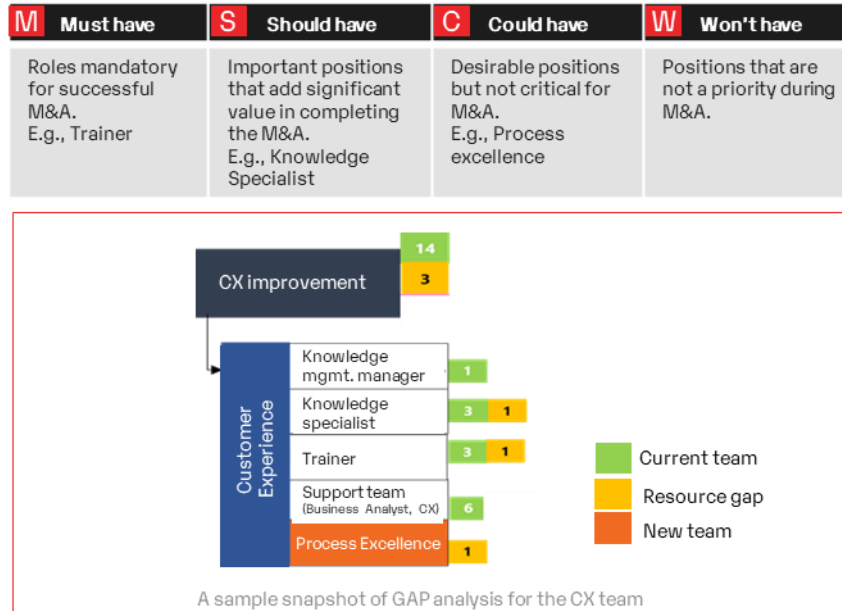 M Must have
S Should have
C Could have
W Won't have
Roles mandatory
for successful
M&A.
E.g., Trainer
Important positions
that add significant
value in completing
the M&A.
E.g., Knowledge
Specialist
Desirable positions
but not critical for
M&A.
E.g., Process
excellence
Positions that are
not a priority during
M&A.
CX improvement
14
3
Customer
Experience
Knowledge
mgmt. manager
1
Knowledge
specialist
3 1
Trainer
3 1
Support team
(Business Analyst, CX)
6
Process Excellence
1
Current team
Resource gap
New team
A sample snapshot of GAP analysis for the CX team